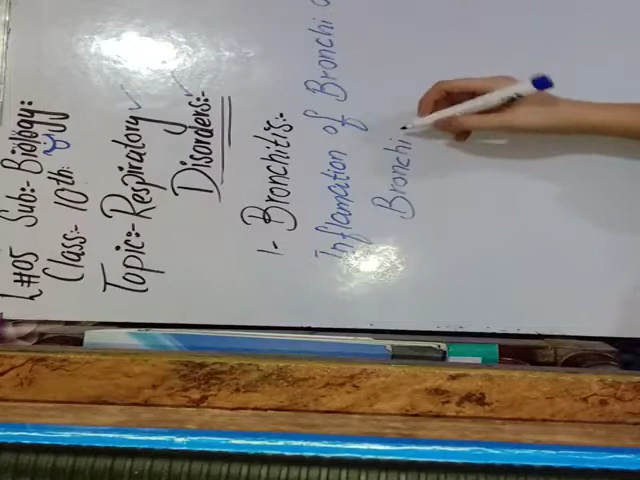 L#05 Sub:- Biology:
Class:- 10th:
Topic:- Respiratory
Disorders:-
1:- Bronchitis:-
Inflamation of Bronchi
Bronchi